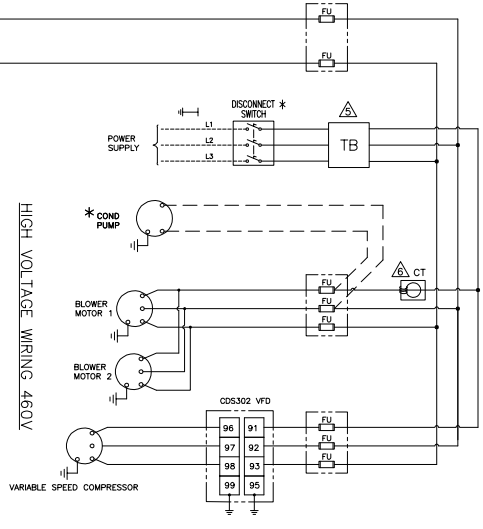 FU
FU
DISCONNECT *
SWITCH
5
L1
POWER
SUPPLY
L2
L3
TB
* COND
PUMP
6 CT
HIGH VOLTAGE WIRING 460V
FU
FU
FU
BLOWER
MOTOR 1
BLOWER
MOTOR 2
CDS302 VFD
96 91
97 92
98 93
99 95
FU
FU
FU
VARIABLE SPEED COMPRESSOR